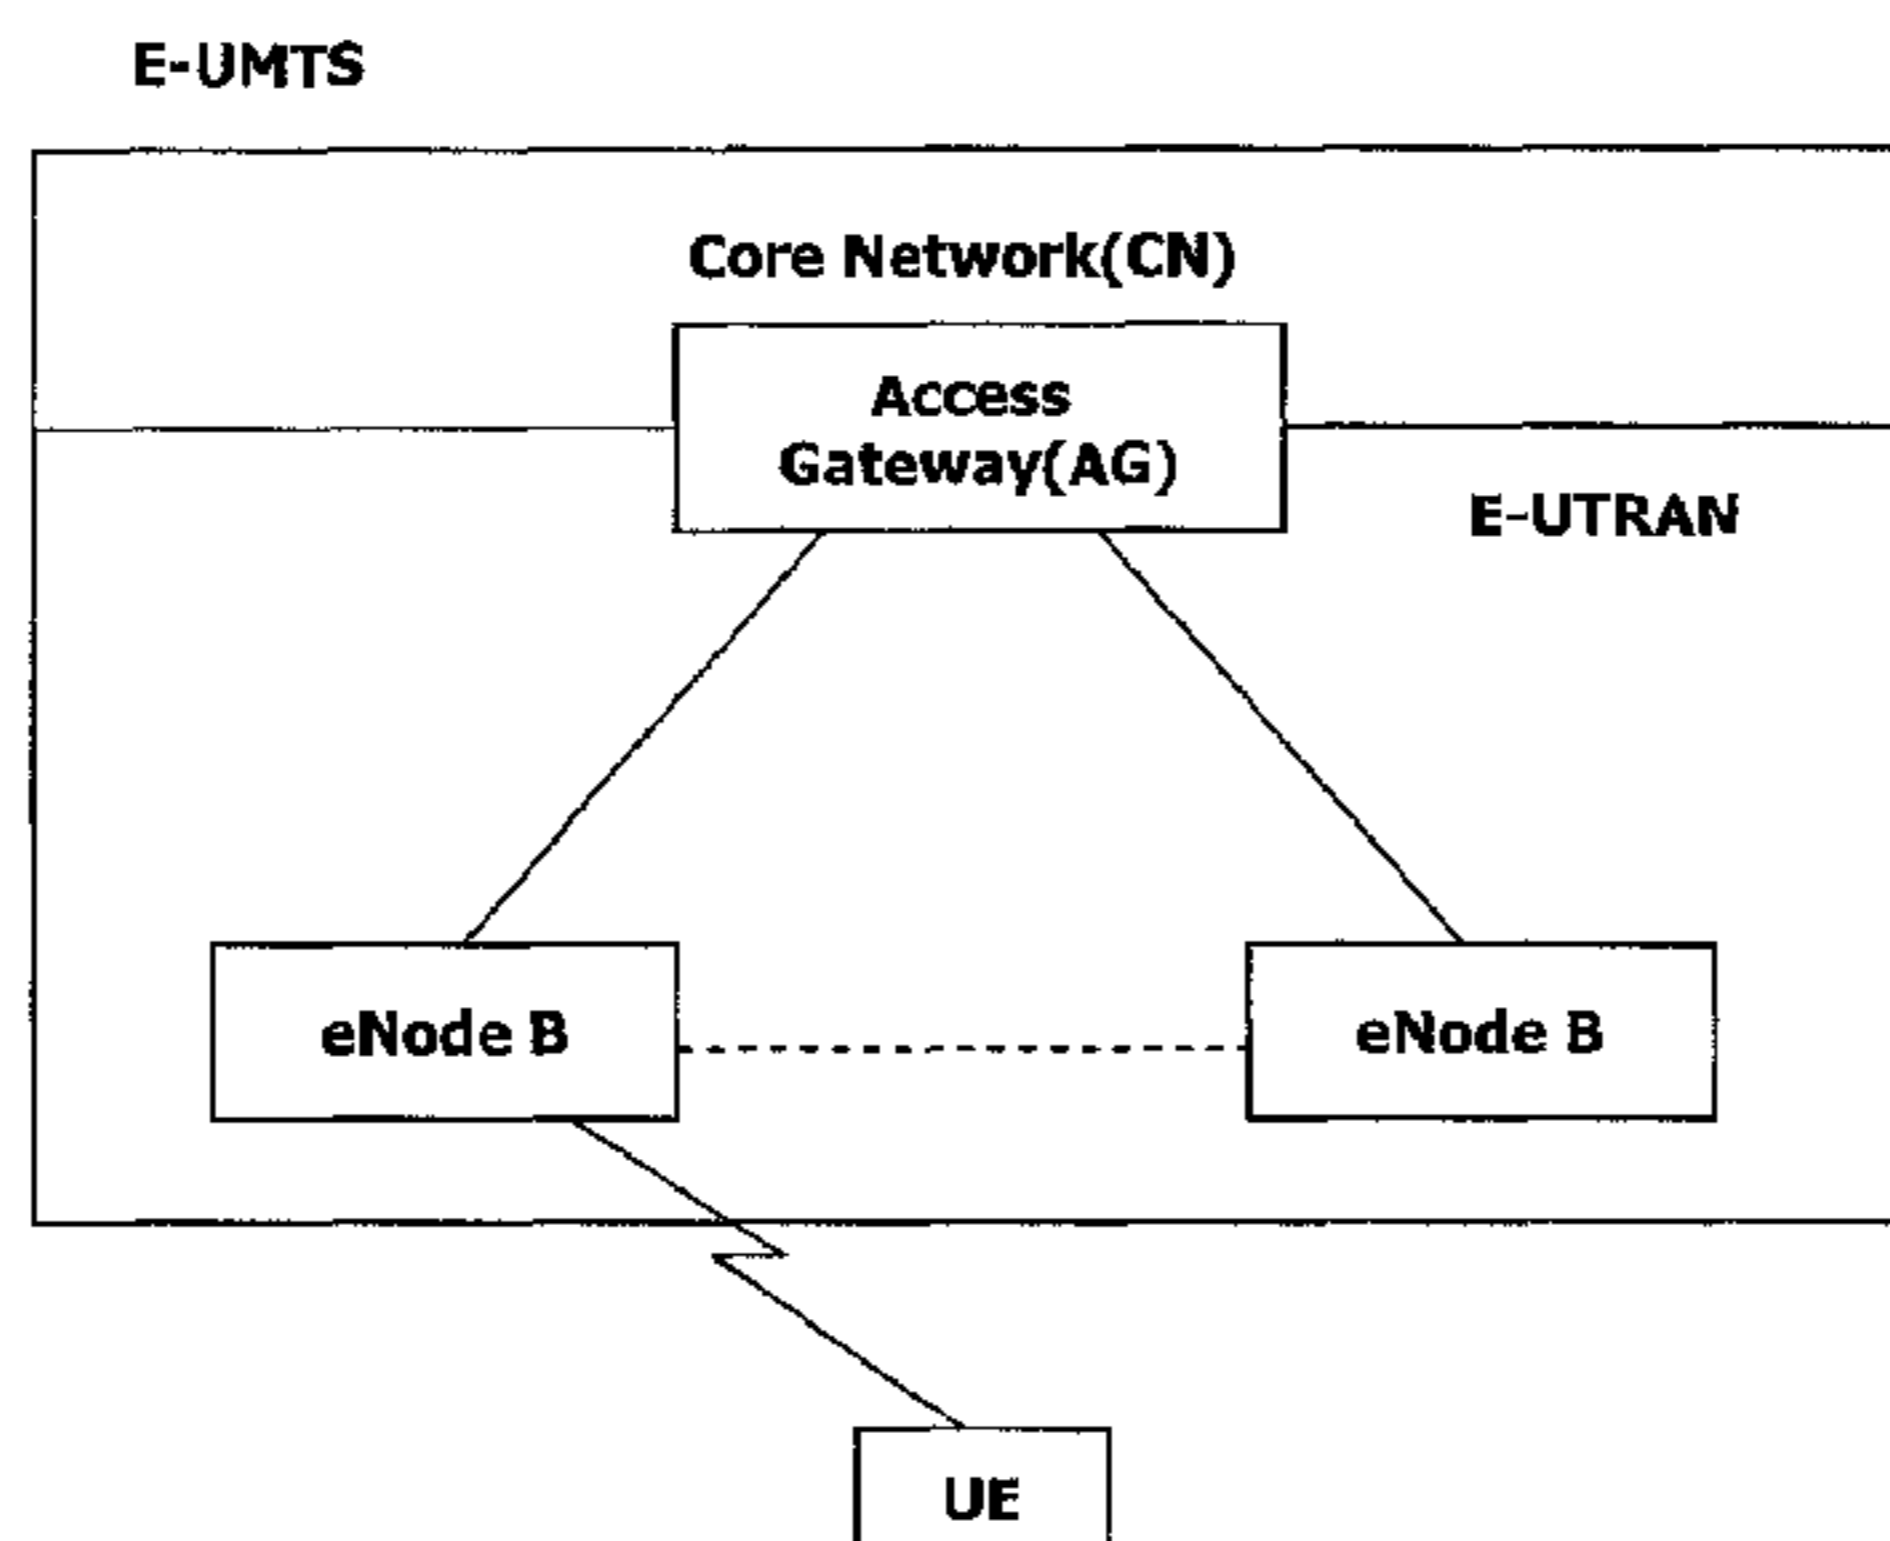 E-UMTS
Core Network(CN)
Access
Gateway(AG)
E-UTRAN
eNode B
eNode B
UE